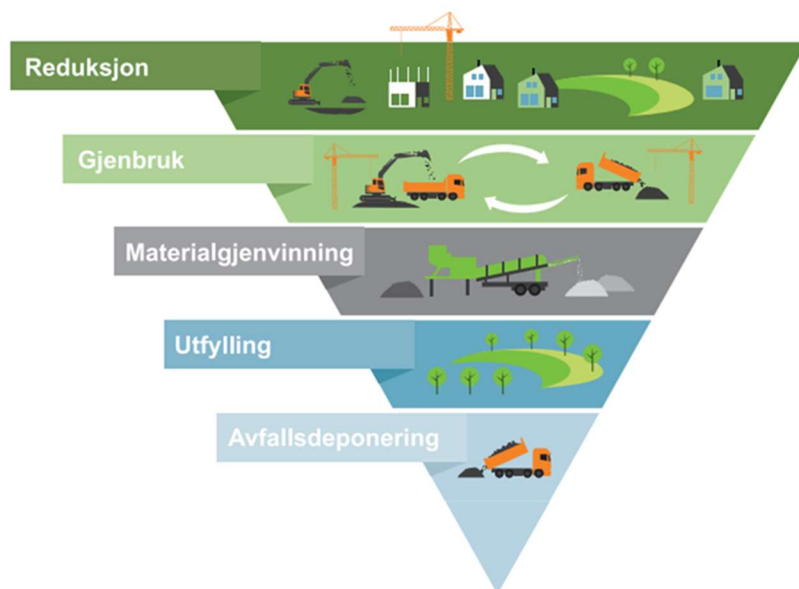 Reduksjon
Gjenbruk
Materialgjenvinning
Utfylling
Avfallsdeponering